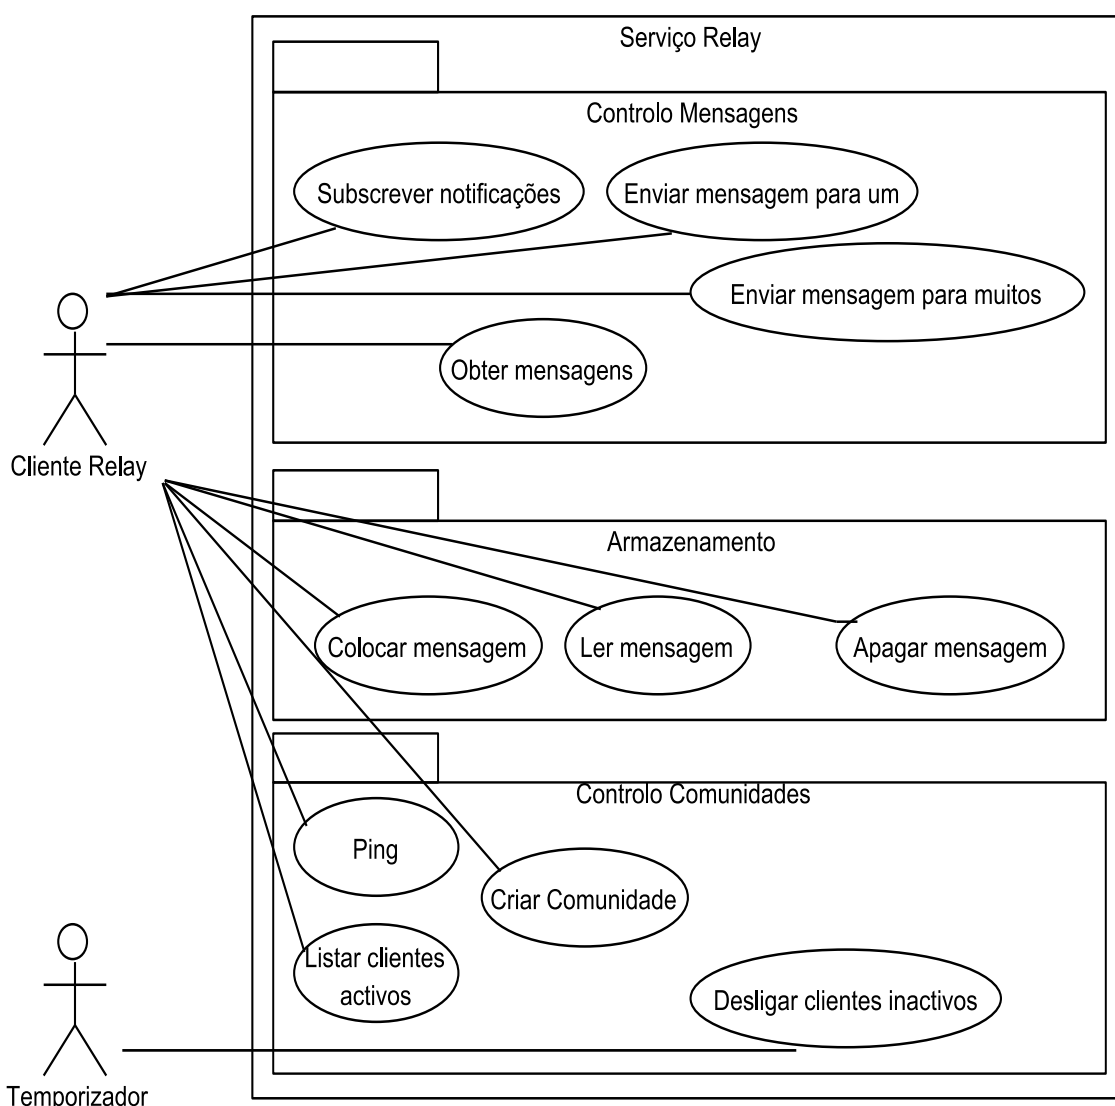 Serviço Relay
Controlo Mensagens
Subscrever notificações
Enviar mensagem para um
Enviar mensagem para muitos
Obter mensagens
Cliente Relay
Armazenamento
Colocar mensagem
Ler mensagem
Apagar mensagem
Controlo Comunidades
Ping
Criar Comunidade
Listar clientes
activos
Desligar clientes inactivos
Temporizador